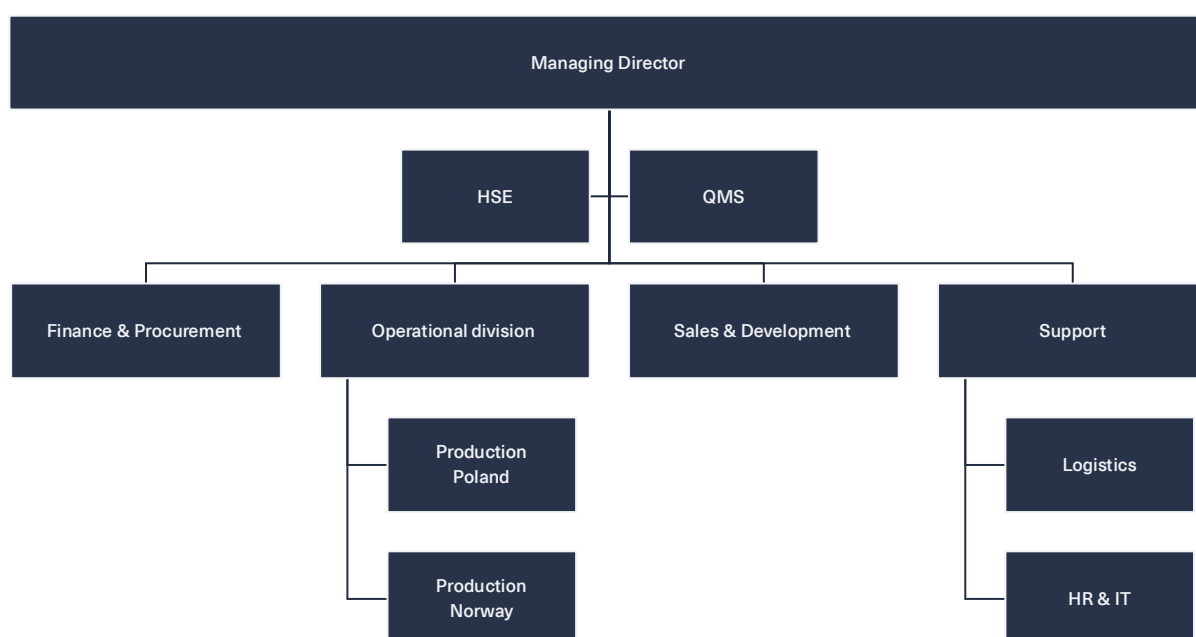 Managing Director
HSE
QMS
Finance & Procurement
Operational division
Sales & Development
Support
Production
Poland
Logistics
Production
Norway
HR & IT